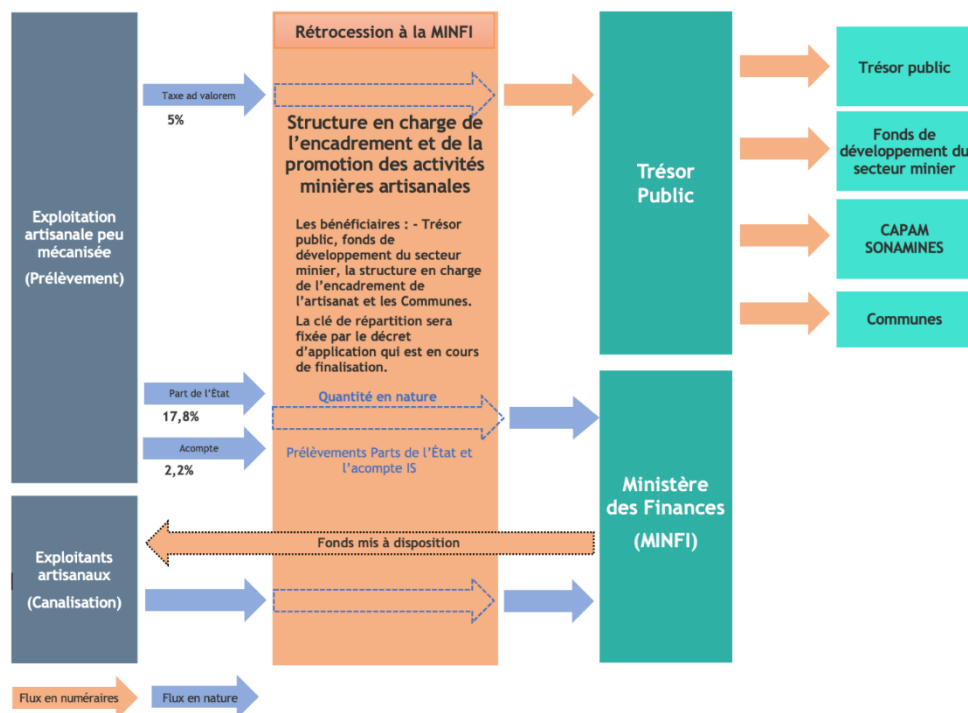 Rétrocession à la MINFI
Taxe ad valorem
5%
Structure en charge de
l’encadrement et de la
promotion des activités
minières artisanales
Les bénéficiaires : - Trésor
public, fonds de
développement du secteur
minier, la structure en charge
de l’encadrement de
l’artisanat et les Communes.
La clé de répartition sera
fixée par le décret
d’application qui est en cours
de finalisation.
Exploitation
artisanale peu
mécanisée
(Prélèvement)
Trésor
Public
Trésor public
Fonds de
développement du
secteur minier
CAPAM
SONAMINES
Communes
Part de l’État
17,8%
Quantité en nature
Acompte
2,2%
Prélèvements Parts de l’État et
l’acompte IS
Ministère
des Finances
(MINFI)
Fonds mis à disposition
Exploitants
artisanaux
(Canalisation)
Flux en numéraires
Flux en nature